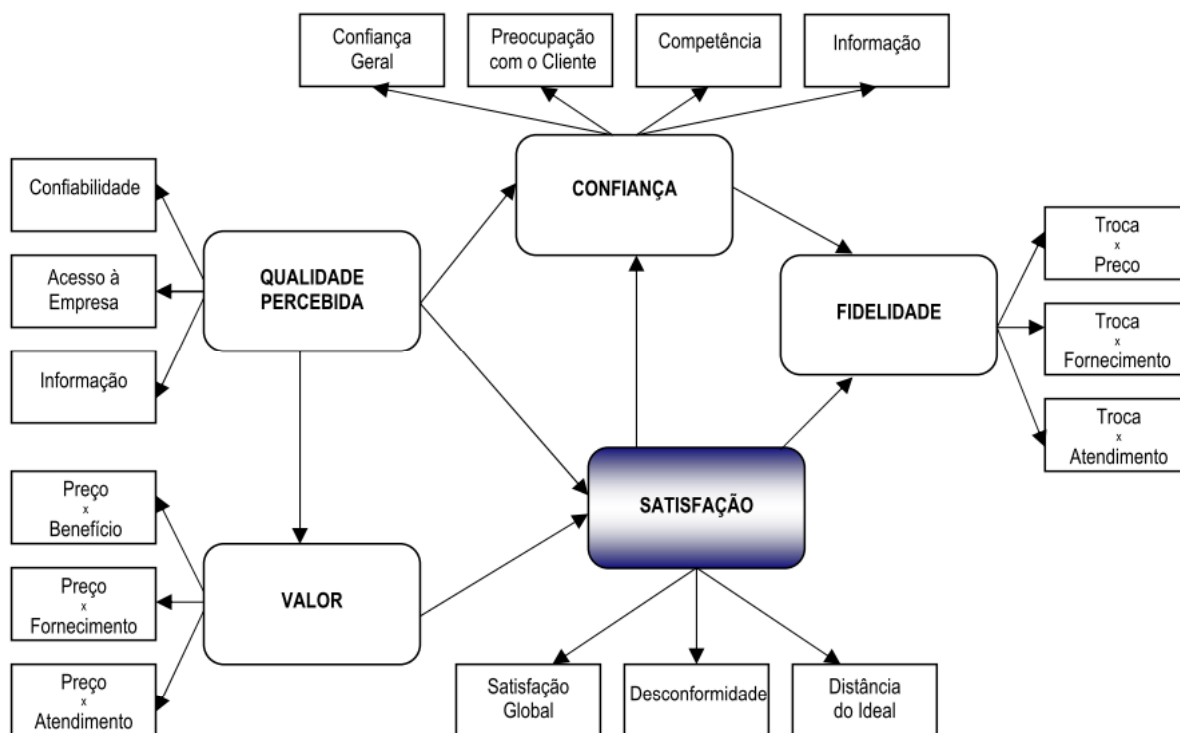 Confiança
Geral
Preocupação
com o Cliente
Competência
Informação
CONFIANÇA
Confiabilidade
Acesso à
Empresa
Informação
QUALIDADE
PERCEBIDA
FIDELIDADE
Troca
x
Preço
Troca
x
Fornecimento
Troca
x
Atendimento
Preço
x
Benefício
Preço
x
Fornecimento
Preço
x
Atendimento
VALOR
SATISFAÇÃO
Satisfação
Global
Desconformidade
Distância
do Ideal